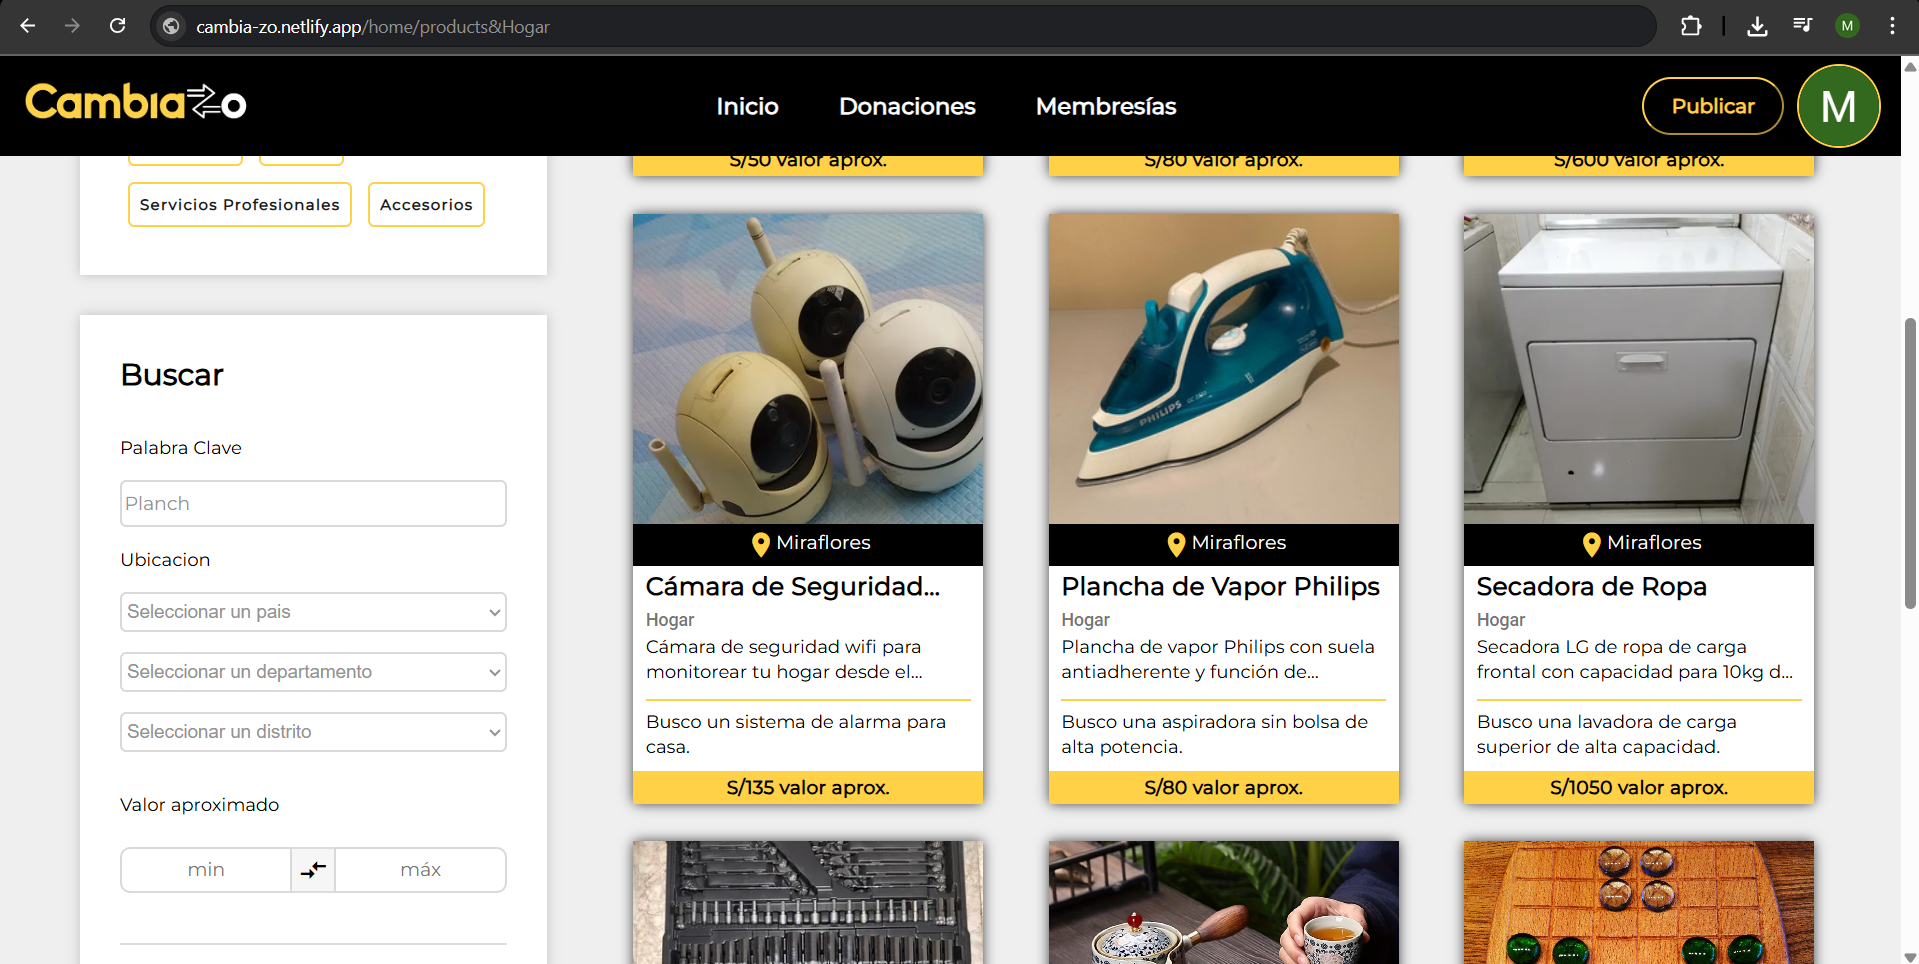 cambia-zo.netlify.app/home/products&Hogar
M
Cambiazo
Inicio
Donaciones
Membresías
Publicar
M
S/50 valor aprox.
S/80 valor aprox.
S/600 valor aprox.
Servicios Profesionales
Accesorios
Buscar
Palabra Clave
Planch
Ubicacion
Seleccionar un pais
Seleccionar un departamento
Seleccionar un distrito
Valor aproximado
min
máx
Miraflores
Cámara de Seguridad...
Hogar
Cámara de seguridad wifi para
monitorear tu hogar desde el...
Busco un sistema de alarma para
casa.
S/135 valor aprox.
PHILIPS
Miraflores
Plancha de Vapor Philips
Hogar
Plancha de vapor Philips con suela
antiadherente y función de...
Busco una aspiradora sin bolsa de
alta potencia.
S/80 valor aprox.
Miraflores
Secadora de Ropa
Hogar
Secadora LG de ropa de carga
frontal con capacidad para 10kg d...
Busco una lavadora de carga
superior de alta capacidad.
S/1050 valor aprox.